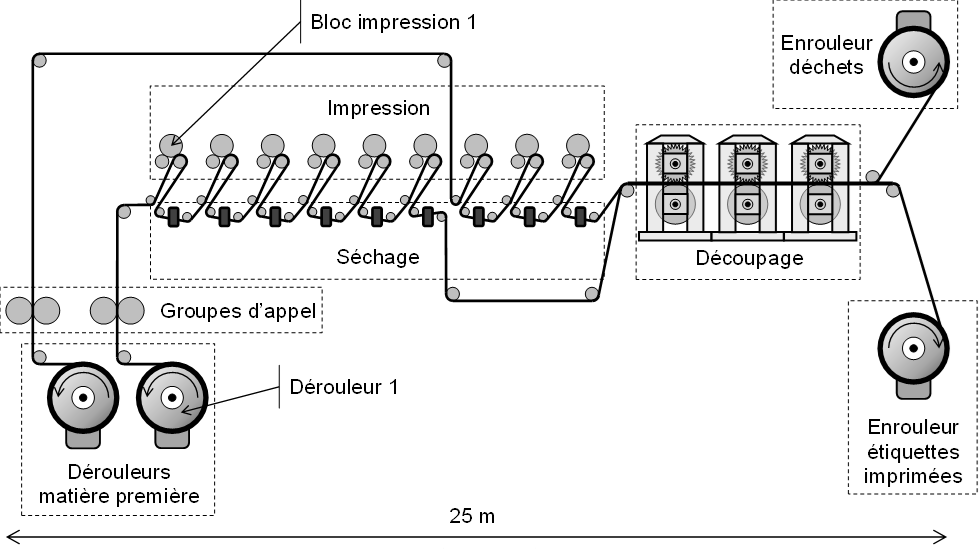 Bloc impression 1
Enrouleur
déchets
Impression
Séchage
Découpage
Groupes d'appel
Dérouleur 1
Dérouleurs
matière première
Enrouleur
étiquettes
imprimées
25 m